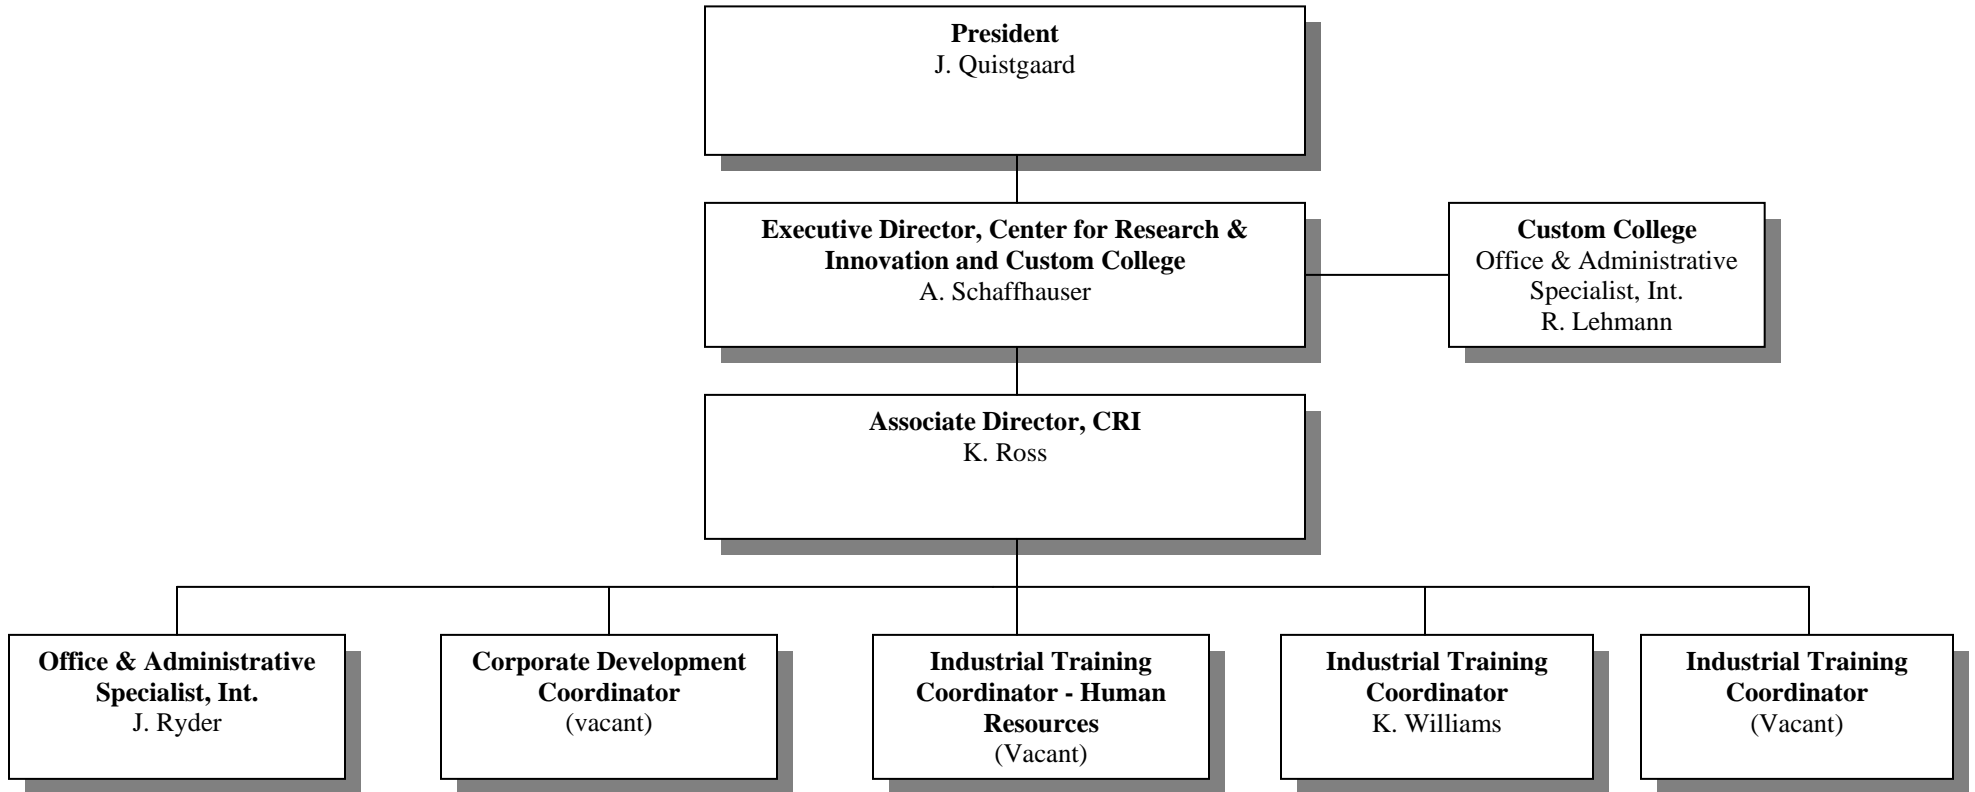 President
J. Quistgaard
Executive Director, Center for Research &
Innovation and Custom College
A. Schaffhauser
Custom College
Office & Administrative
Specialist, Int.
R. Lehmann
Associate Director, CRI
K. Ross
Office & Administrative
Specialist, Int.
J. Ryder
Corporate Development
Coordinator
(vacant)
Industrial Training
Coordinator - Human
Resources
(Vacant)
Industrial Training
Coordinator
K. Williams
Industrial Training
Coordinator
(Vacant)